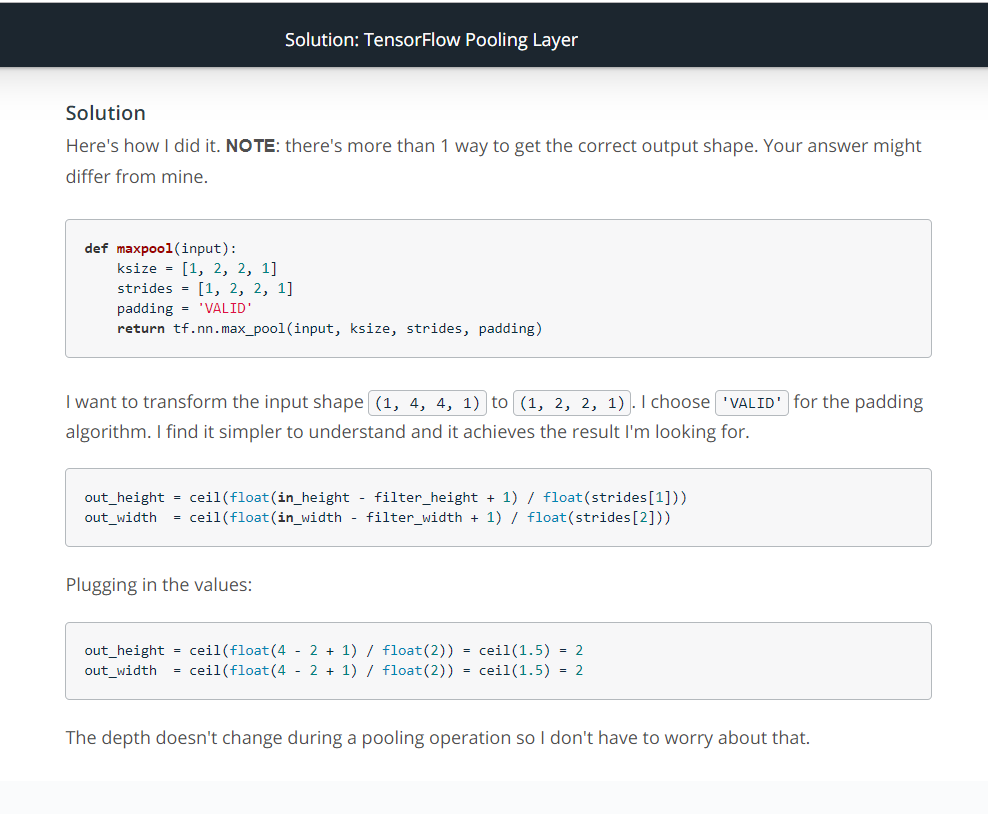 Solution: TensorFlow Pooling Layer
Solution
Here's how I did it. NOTE: there's more than 1 way to get the correct output shape. Your answer might
differ from mine.
def maxpool(input):
    ksize = [1, 2, 2, 1]
    strides = [1, 2, 2, 1]
    padding = 'VALID'
    return tf.nn.max_pool(input, ksize, strides, padding)
I want to transform the input shape (1, 4, 4, 1) to (1, 2, 2, 1). I choose 'VALID' for the padding
algorithm. I find it simpler to understand and it achieves the result I'm looking for.
out_height = ceil(float(in_height - filter_height + 1) / float(strides[1]))
out_width  = ceil(float(in_width - filter_width + 1) / float(strides[2]))
Plugging in the values:
out_height = ceil(float(4 - 2 + 1) / float(2)) = ceil(1.5) = 2
out_width  = ceil(float(4 - 2 + 1) / float(2)) = ceil(1.5) = 2
The depth doesn't change during a pooling operation so I don't have to worry about that.